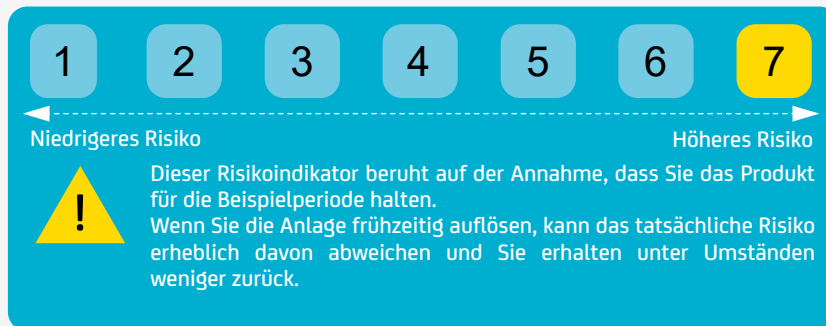 1 2 3 4 5 6 7
Niedrigeres Risiko Höheres Risiko
!
Dieser Risikoindikator beruht auf der Annahme, dass Sie das Produkt
für die Beispielperiode halten.
Wenn Sie die Anlage frühzeitig auflösen, kann das tatsächliche Risiko
erheblich davon abweichen und Sie erhalten unter Umständen
weniger zurück.